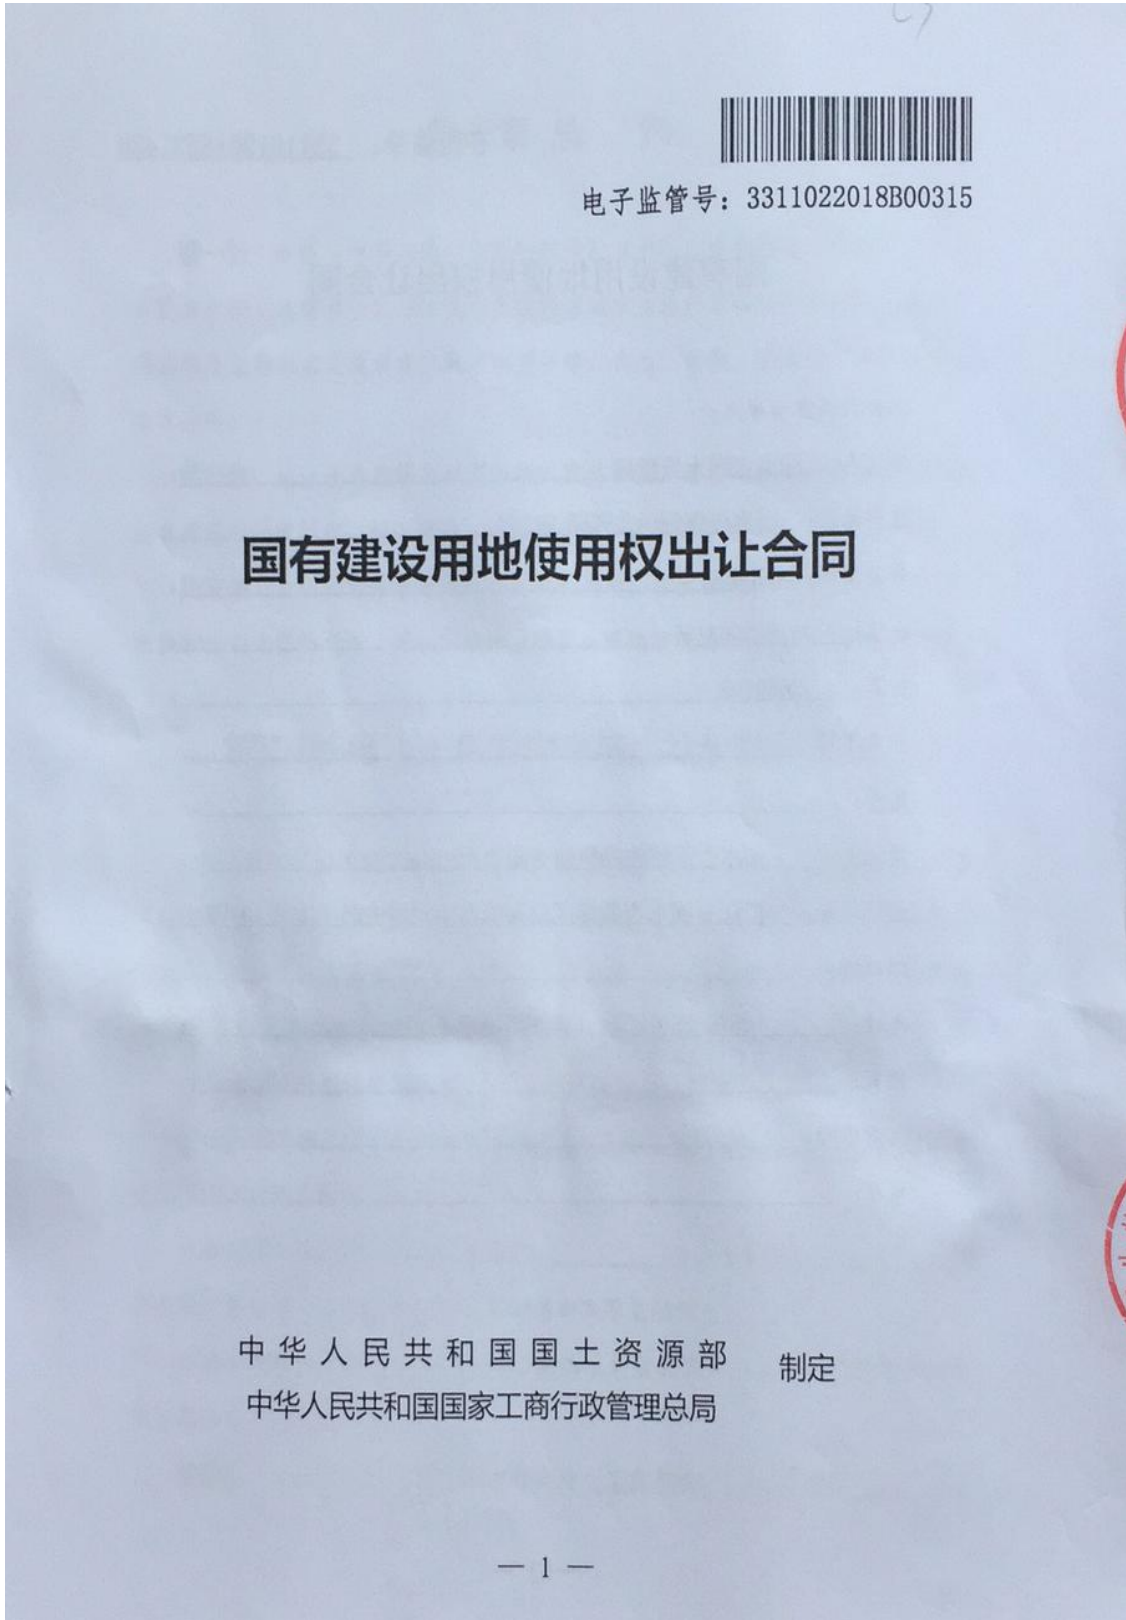 电子监管号：3311022018B00315
国有建设用地使用权出让合同
中华人民共和国国土资源部 制定
中华人民共和国国家工商行政管理总局
— 1 —